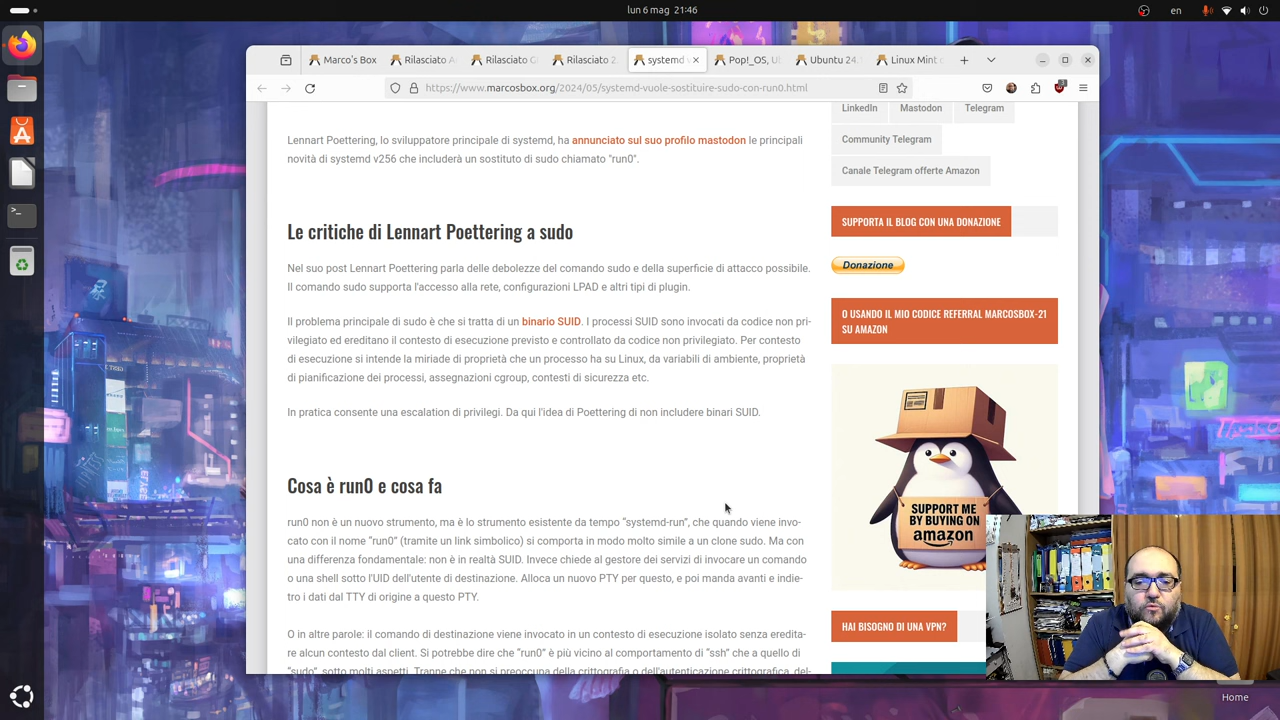 lun 6 mag 21:46
en
Marco's Box
Rilasciato
Rilasciato
Rilasciato 2
systemd
Pop!_OS, U
Ubuntu 24.
Linux Mint
https://www.marcosbox.org/2024/05/systemd-vuole-sostituire-sudo-con-run0.html
Lennart Poettering, lo sviluppatore principale di systemd, ha annunciato sul suo profilo mastodon le principali
novità di systemd v256 che includerà un sostituto di sudo chiamato "run0".
Le critiche di Lennart Poettering a sudo
Nel suo post Lennart Poettering parla delle debolezze del comando sudo e della superficie di attacco possibile.
Il comando sudo supporta l'accesso alla rete, configurazioni LPAD e altri tipi di plugin.
Il problema principale di sudo è che si tratta di un binario SUID. I processi SUID sono invocati da codice non pri-
vilegiato ed ereditano il contesto di esecuzione previsto e controllato da codice non privilegiato. Per contesto
di esecuzione si intende la miriade di proprietà che un processo ha su Linux, da variabili di ambiente, proprietà
di pianificazione dei processi, assegnazioni cgroup, contesti di sicurezza etc.
In pratica consente una escalation di privilegi. Da qui l'idea di Poettering di non includere binari SUID.
Cosa è run0 e cosa fa
run0 non è un nuovo strumento, ma è lo strumento esistente da tempo “systemd-run”, che quando viene invo-
cato con il nome “run0” (tramite un link simbolico) si comporta in modo molto simile a un clone sudo. Ma con
una differenza fondamentale: non è in realtà SUID. Invece chiede al gestore dei servizi di invocare un comando
o una shell sotto l'UID dell'utente di destinazione. Alloca un nuovo PTY per questo, e poi manda avanti e indie-
tro i dati dal TTY di origine a questo PTY.
O in altre parole: il comando di destinazione viene invocato in un contesto di esecuzione isolato senza eredita-
re alcun contesto dal client. Si potrebbe dire che “run0” è più vicino al comportamento di “ssh” che a quello di
“sudo”, sotto molti aspetti. Tranne che non si preoccupa della crittografia o dell'autenticazione crittografica, del-
LinkedIn
Mastodon
Telegram
Community Telegram
Canale Telegram offerte Amazon
SUPPORTA IL BLOG CON UNA DONAZIONE
Donazione
O USANDO IL MIO CODICE REFERRAL MARCOSBOX-21
SU AMAZON
SUPPORT ME
BY BUYING ON
amazon
HAI BISOGNO DI UNA VPN?
Home